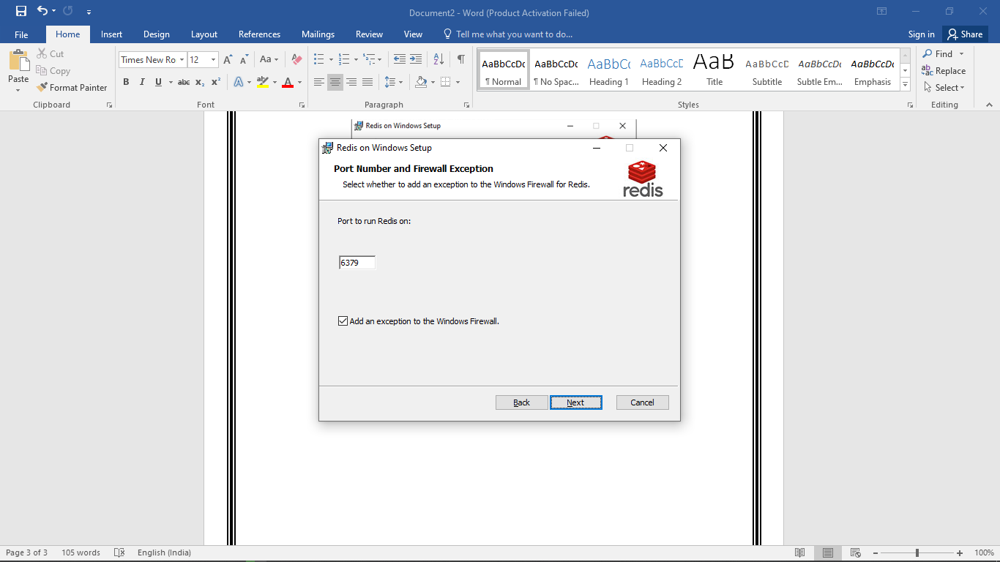 Document2 - Word (Product Activation Failed)
File Home Insert Design Layout References Mailings Review View Tell me what you want to do... Sign in Share
Paste
Cut
Copy
Format Painter
Clipboard
Times New Ro 12 Aa
B I U abc x₂ x² A ab A
Font
Paragraph
AaBbCcDc AaBbCcDc AaBbCc AaBbCcD AaB AaBbCcD AaBbCcDc AaBbCcDc
¶ Normal ¶ No Spac... Heading 1 Heading 2 Title Subtitle Subtle Em... Emphasis
Styles
Find
Replace
Select
Editing
Redis on Windows Setup
Redis on Windows Setup
Port Number and Firewall Exception
Select whether to add an exception to the Windows Firewall for Redis.
redis
Port to run Redis on:
6379
Add an exception to the Windows Firewall.
Back Next Cancel
Page 3 of 3 105 words English (India) 100%